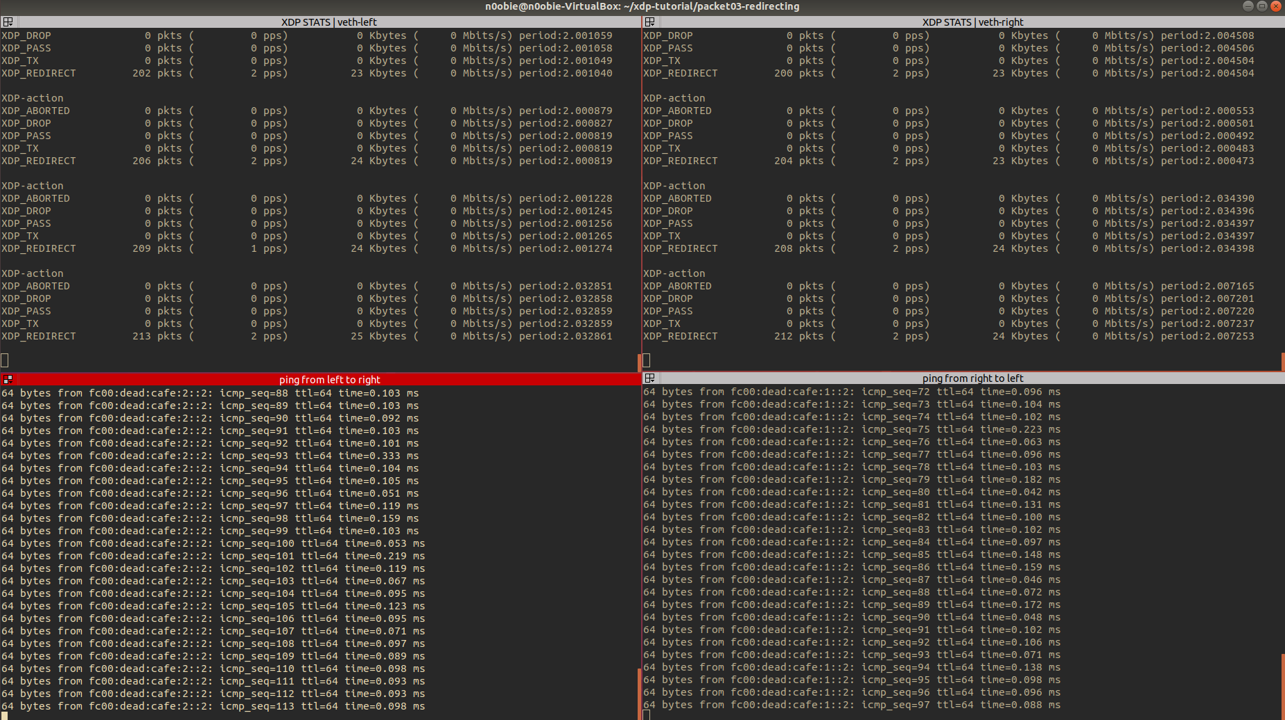 n0obie@n0obie-VirtualBox: ~/xdp-tutorial/packet03-redirecting
XDP STATS | veth-left
XDP_DROP 0 pkts ( 0 pps) 0 Kbytes ( 0 Mbits/s) period:2.001059
XDP_PASS 0 pkts ( 0 pps) 0 Kbytes ( 0 Mbits/s) period:2.001058
XDP_TX 0 pkts ( 0 pps) 0 Kbytes ( 0 Mbits/s) period:2.001049
XDP_REDIRECT 202 pkts ( 2 pps) 23 Kbytes ( 0 Mbits/s) period:2.001040
XDP-action
XDP_ABORTED 0 pkts ( 0 pps) 0 Kbytes ( 0 Mbits/s) period:2.000879
XDP_DROP 0 pkts ( 0 pps) 0 Kbytes ( 0 Mbits/s) period:2.000827
XDP_PASS 0 pkts ( 0 pps) 0 Kbytes ( 0 Mbits/s) period:2.000819
XDP_TX 0 pkts ( 0 pps) 0 Kbytes ( 0 Mbits/s) period:2.000819
XDP_REDIRECT 206 pkts ( 2 pps) 24 Kbytes ( 0 Mbits/s) period:2.000819
XDP-action
XDP_ABORTED 0 pkts ( 0 pps) 0 Kbytes ( 0 Mbits/s) period:2.001228
XDP_DROP 0 pkts ( 0 pps) 0 Kbytes ( 0 Mbits/s) period:2.001245
XDP_PASS 0 pkts ( 0 pps) 0 Kbytes ( 0 Mbits/s) period:2.001256
XDP_TX 0 pkts ( 0 pps) 0 Kbytes ( 0 Mbits/s) period:2.001265
XDP_REDIRECT 209 pkts ( 1 pps) 24 Kbytes ( 0 Mbits/s) period:2.001274
XDP-action
XDP_ABORTED 0 pkts ( 0 pps) 0 Kbytes ( 0 Mbits/s) period:2.032851
XDP_DROP 0 pkts ( 0 pps) 0 Kbytes ( 0 Mbits/s) period:2.032858
XDP_PASS 0 pkts ( 0 pps) 0 Kbytes ( 0 Mbits/s) period:2.032859
XDP_TX 0 pkts ( 0 pps) 0 Kbytes ( 0 Mbits/s) period:2.032859
XDP_REDIRECT 213 pkts ( 2 pps) 25 Kbytes ( 0 Mbits/s) period:2.032861
XDP STATS | veth-right
XDP_DROP 0 pkts ( 0 pps) 0 Kbytes ( 0 Mbits/s) period:2.004508
XDP_PASS 0 pkts ( 0 pps) 0 Kbytes ( 0 Mbits/s) period:2.004506
XDP_TX 0 pkts ( 0 pps) 0 Kbytes ( 0 Mbits/s) period:2.004504
XDP_REDIRECT 200 pkts ( 2 pps) 23 Kbytes ( 0 Mbits/s) period:2.004504
XDP-action
XDP_ABORTED 0 pkts ( 0 pps) 0 Kbytes ( 0 Mbits/s) period:2.000553
XDP_DROP 0 pkts ( 0 pps) 0 Kbytes ( 0 Mbits/s) period:2.000501
XDP_PASS 0 pkts ( 0 pps) 0 Kbytes ( 0 Mbits/s) period:2.000492
XDP_TX 0 pkts ( 0 pps) 0 Kbytes ( 0 Mbits/s) period:2.000483
XDP_REDIRECT 204 pkts ( 2 pps) 23 Kbytes ( 0 Mbits/s) period:2.000473
XDP-action
XDP_ABORTED 0 pkts ( 0 pps) 0 Kbytes ( 0 Mbits/s) period:2.034390
XDP_DROP 0 pkts ( 0 pps) 0 Kbytes ( 0 Mbits/s) period:2.034396
XDP_PASS 0 pkts ( 0 pps) 0 Kbytes ( 0 Mbits/s) period:2.034397
XDP_TX 0 pkts ( 0 pps) 0 Kbytes ( 0 Mbits/s) period:2.034397
XDP_REDIRECT 208 pkts ( 2 pps) 24 Kbytes ( 0 Mbits/s) period:2.034398
XDP-action
XDP_ABORTED 0 pkts ( 0 pps) 0 Kbytes ( 0 Mbits/s) period:2.007165
XDP_DROP 0 pkts ( 0 pps) 0 Kbytes ( 0 Mbits/s) period:2.007201
XDP_PASS 0 pkts ( 0 pps) 0 Kbytes ( 0 Mbits/s) period:2.007220
XDP_TX 0 pkts ( 0 pps) 0 Kbytes ( 0 Mbits/s) period:2.007237
XDP_REDIRECT 212 pkts ( 2 pps) 24 Kbytes ( 0 Mbits/s) period:2.007253
ping from left to right
64 bytes from fc00:dead:cafe:2::2: icmp_seq=88 ttl=64 time=0.103 ms
64 bytes from fc00:dead:cafe:2::2: icmp_seq=89 ttl=64 time=0.103 ms
64 bytes from fc00:dead:cafe:2::2: icmp_seq=90 ttl=64 time=0.092 ms
64 bytes from fc00:dead:cafe:2::2: icmp_seq=91 ttl=64 time=0.103 ms
64 bytes from fc00:dead:cafe:2::2: icmp_seq=92 ttl=64 time=0.101 ms
64 bytes from fc00:dead:cafe:2::2: icmp_seq=93 ttl=64 time=0.333 ms
64 bytes from fc00:dead:cafe:2::2: icmp_seq=94 ttl=64 time=0.104 ms
64 bytes from fc00:dead:cafe:2::2: icmp_seq=95 ttl=64 time=0.105 ms
64 bytes from fc00:dead:cafe:2::2: icmp_seq=96 ttl=64 time=0.051 ms
64 bytes from fc00:dead:cafe:2::2: icmp_seq=97 ttl=64 time=0.119 ms
64 bytes from fc00:dead:cafe:2::2: icmp_seq=98 ttl=64 time=0.159 ms
64 bytes from fc00:dead:cafe:2::2: icmp_seq=99 ttl=64 time=0.103 ms
64 bytes from fc00:dead:cafe:2::2: icmp_seq=100 ttl=64 time=0.053 ms
64 bytes from fc00:dead:cafe:2::2: icmp_seq=101 ttl=64 time=0.219 ms
64 bytes from fc00:dead:cafe:2::2: icmp_seq=102 ttl=64 time=0.119 ms
64 bytes from fc00:dead:cafe:2::2: icmp_seq=103 ttl=64 time=0.067 ms
64 bytes from fc00:dead:cafe:2::2: icmp_seq=104 ttl=64 time=0.095 ms
64 bytes from fc00:dead:cafe:2::2: icmp_seq=105 ttl=64 time=0.123 ms
64 bytes from fc00:dead:cafe:2::2: icmp_seq=106 ttl=64 time=0.095 ms
64 bytes from fc00:dead:cafe:2::2: icmp_seq=107 ttl=64 time=0.071 ms
64 bytes from fc00:dead:cafe:2::2: icmp_seq=108 ttl=64 time=0.097 ms
64 bytes from fc00:dead:cafe:2::2: icmp_seq=109 ttl=64 time=0.089 ms
64 bytes from fc00:dead:cafe:2::2: icmp_seq=110 ttl=64 time=0.098 ms
64 bytes from fc00:dead:cafe:2::2: icmp_seq=111 ttl=64 time=0.093 ms
64 bytes from fc00:dead:cafe:2::2: icmp_seq=112 ttl=64 time=0.093 ms
64 bytes from fc00:dead:cafe:2::2: icmp_seq=113 ttl=64 time=0.098 ms
ping from right to left
64 bytes from fc00:dead:cafe:1::2: icmp_seq=72 ttl=64 time=0.096 ms
64 bytes from fc00:dead:cafe:1::2: icmp_seq=73 ttl=64 time=0.104 ms
64 bytes from fc00:dead:cafe:1::2: icmp_seq=74 ttl=64 time=0.102 ms
64 bytes from fc00:dead:cafe:1::2: icmp_seq=75 ttl=64 time=0.223 ms
64 bytes from fc00:dead:cafe:1::2: icmp_seq=76 ttl=64 time=0.063 ms
64 bytes from fc00:dead:cafe:1::2: icmp_seq=77 ttl=64 time=0.096 ms
64 bytes from fc00:dead:cafe:1::2: icmp_seq=78 ttl=64 time=0.103 ms
64 bytes from fc00:dead:cafe:1::2: icmp_seq=79 ttl=64 time=0.182 ms
64 bytes from fc00:dead:cafe:1::2: icmp_seq=80 ttl=64 time=0.042 ms
64 bytes from fc00:dead:cafe:1::2: icmp_seq=81 ttl=64 time=0.131 ms
64 bytes from fc00:dead:cafe:1::2: icmp_seq=82 ttl=64 time=0.100 ms
64 bytes from fc00:dead:cafe:1::2: icmp_seq=83 ttl=64 time=0.102 ms
64 bytes from fc00:dead:cafe:1::2: icmp_seq=84 ttl=64 time=0.097 ms
64 bytes from fc00:dead:cafe:1::2: icmp_seq=85 ttl=64 time=0.148 ms
64 bytes from fc00:dead:cafe:1::2: icmp_seq=86 ttl=64 time=0.159 ms
64 bytes from fc00:dead:cafe:1::2: icmp_seq=87 ttl=64 time=0.046 ms
64 bytes from fc00:dead:cafe:1::2: icmp_seq=88 ttl=64 time=0.072 ms
64 bytes from fc00:dead:cafe:1::2: icmp_seq=89 ttl=64 time=0.172 ms
64 bytes from fc00:dead:cafe:1::2: icmp_seq=90 ttl=64 time=0.048 ms
64 bytes from fc00:dead:cafe:1::2: icmp_seq=91 ttl=64 time=0.102 ms
64 bytes from fc00:dead:cafe:1::2: icmp_seq=92 ttl=64 time=0.106 ms
64 bytes from fc00:dead:cafe:1::2: icmp_seq=93 ttl=64 time=0.071 ms
64 bytes from fc00:dead:cafe:1::2: icmp_seq=94 ttl=64 time=0.138 ms
64 bytes from fc00:dead:cafe:1::2: icmp_seq=95 ttl=64 time=0.098 ms
64 bytes from fc00:dead:cafe:1::2: icmp_seq=96 ttl=64 time=0.096 ms
64 bytes from fc00:dead:cafe:1::2: icmp_seq=97 ttl=64 time=0.088 ms